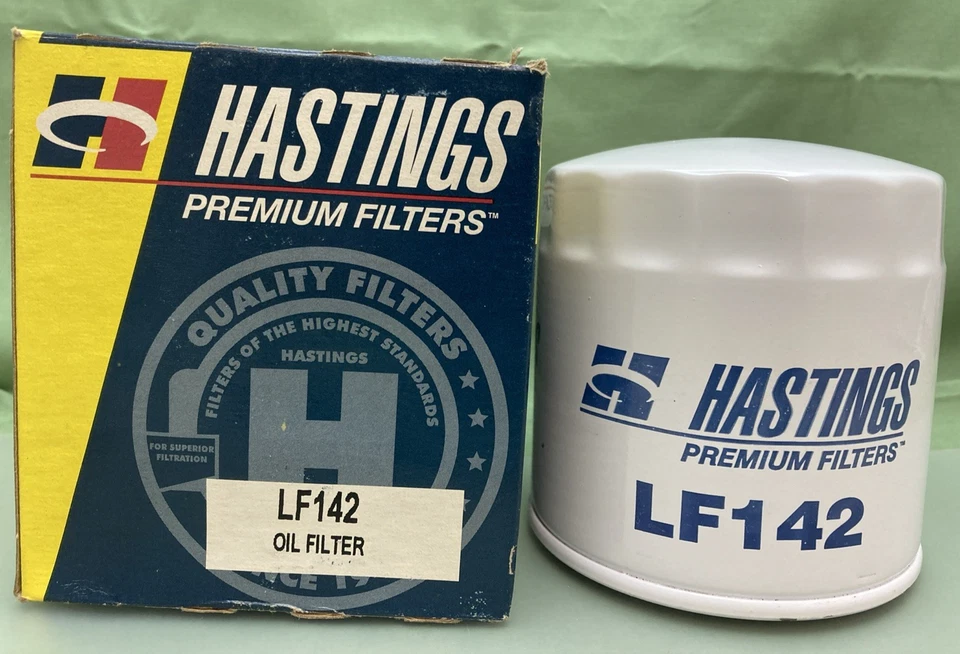 HASTINGS
PREMIUM FILTERS™
QUALITY FILTERS
FILTERS OF THE HIGHEST STANDARDS
HASTINGS
H
FOR SUPERIOR
FILTRATION
LF142
OIL FILTER
HASTINGS
PREMIUM FILTERS™
LF142